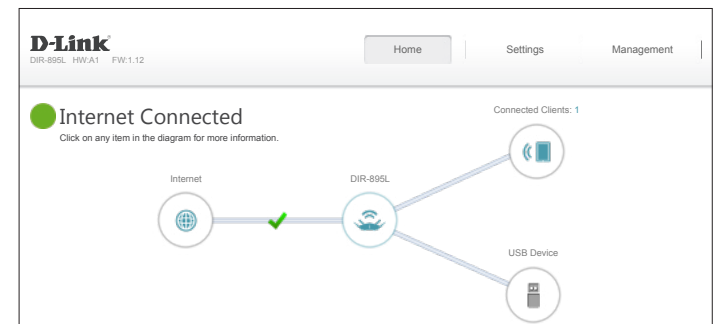 D-Link
DIR-895L HW:A1 FW:1.12
Home
Settings
Management
Internet Connected
Click on any item in the diagram for more information.
Connected Clients: 1
Internet
DIR-895L
USB Device